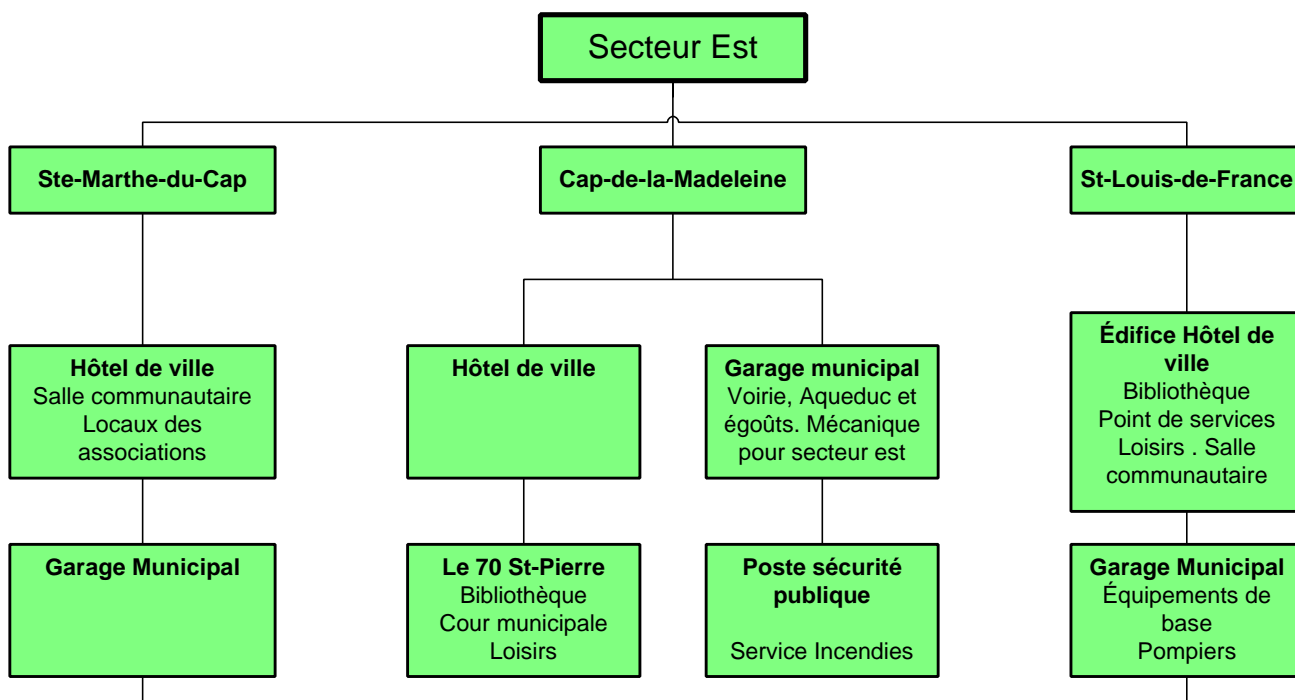 Secteur Est
Ste-Marthe-du-Cap
Cap-de-la-Madeleine
St-Louis-de-France
Hôtel de ville
Salle communautaire
Locaux des
associations
Hôtel de ville
Garage municipal
Voirie, Aqueduc et
égoûts. Mécanique
pour secteur est
Édifice Hôtel de
ville
Bibliothèque
Point de services
Loisirs . Salle
communautaire
Garage Municipal
Le 70 St-Pierre
Bibliothèque
Cour municipale
Loisirs
Poste sécurité
publique
Service Incendies
Garage Municipal
Équipements de
base
Pompiers